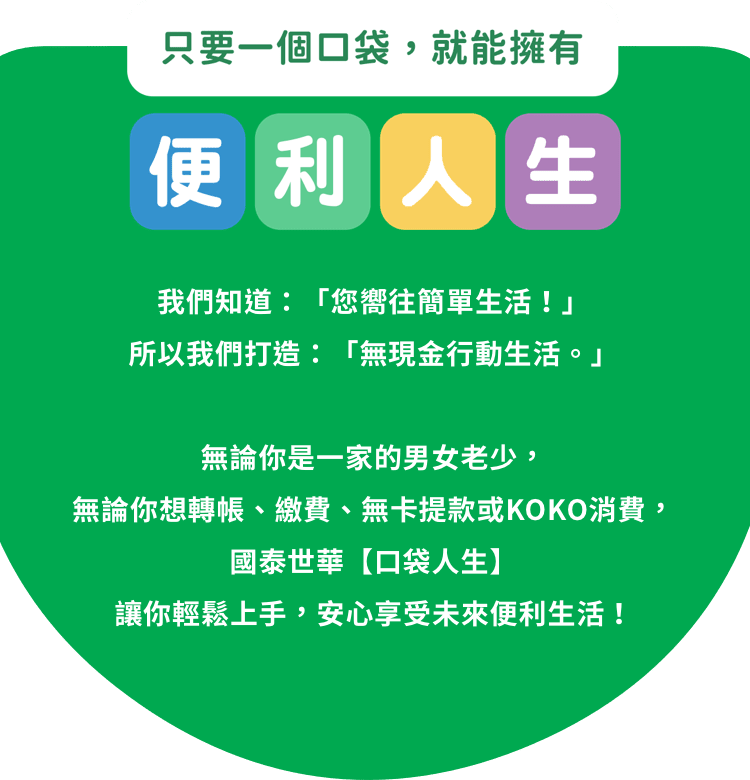 只要一個口袋，就能擁有
便利人生
我們知道：「您嚮往簡單生活！」
所以我們打造：「無現金行動生活。」
無論你是一家的男女老少，
無論你想轉帳、繳費、無卡提款或KOKO消費，
國泰世華【口袋人生】
讓你輕鬆上手，安心享受未來便利生活！